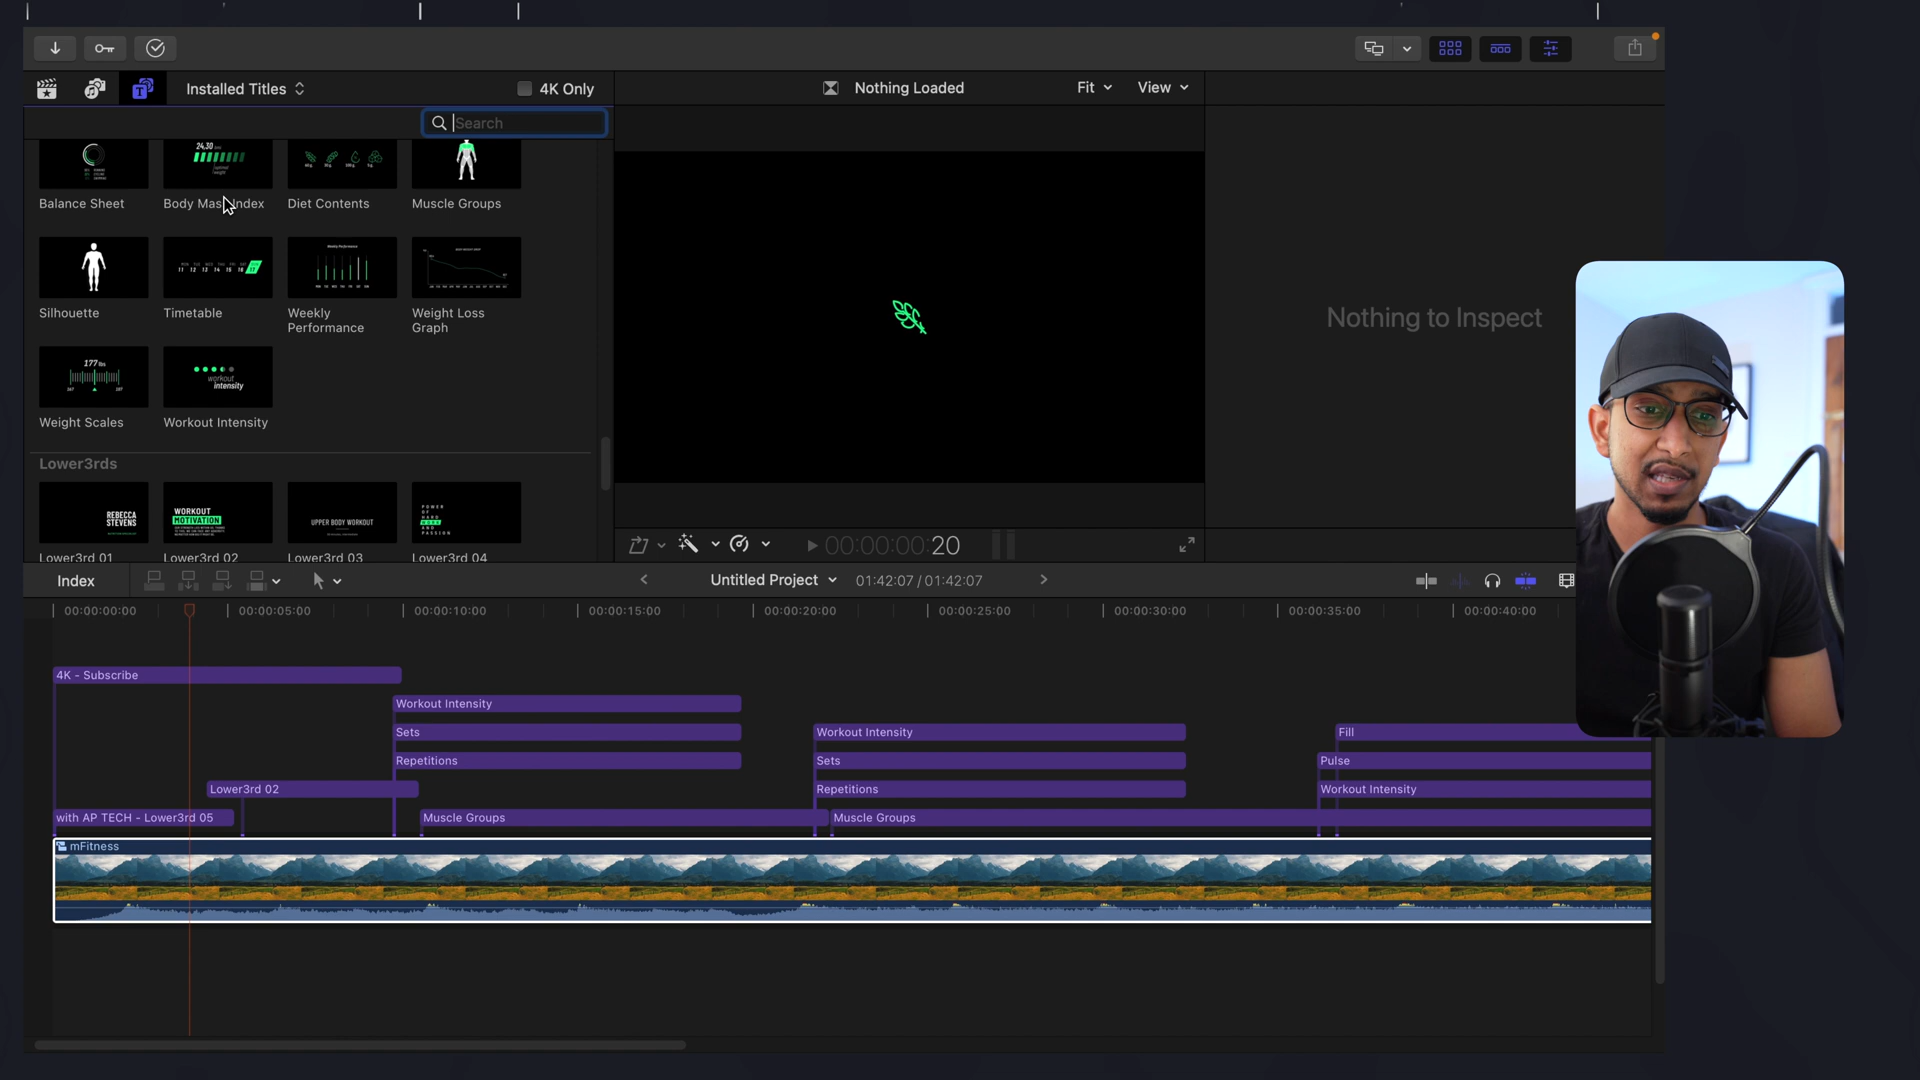 Installed Titles
4K Only
Nothing Loaded
Fit
View
Search
24,30
Balance Sheet
Body Mass Index
Diet Contents
Muscle Groups
Nothing to Inspect
Silhouette
Timetable
Weekly
Performance
Weight Loss
Graph
177 lbs
workout
intensity
Weight Scales
Workout Intensity
Lower3rds
REBECCA
STEVENS
WORKOUT
MOTIVATION
UPPER BODY WORKOUT
POWER
OF
HARD
WORK
AND
PASSION
Lower3rd 01
Lower3rd 02
Lower3rd 03
Lower3rd 04
00:00:00:20
Index
Untitled Project
01:42:07 / 01:42:07
00:00:00:00
00:00:05:00
00:00:10:00
00:00:15:00
00:00:20:00
00:00:25:00
00:00:30:00
00:00:35:00
00:00:40:00
4K - Subscribe
Workout Intensity
Sets
Workout Intensity
Fill
Repetitions
Sets
Pulse
Lower3rd 02
Repetitions
Workout Intensity
with AP TECH - Lower3rd 05
Muscle Groups
Muscle Groups
mFitness